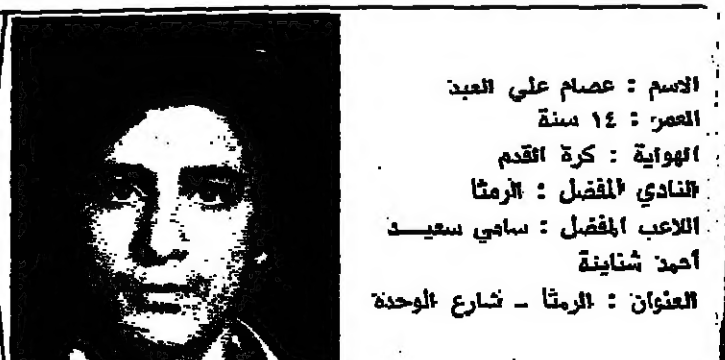 الاسم : عصام علي العبد
العمر : ١٤ سنة
الهواية : كرة القدم
النادي المفضل : الرمثا
اللاعب المفضل : سامي سعيــد
أحمد شناينة
العنوان : الرمثا ـ شارع الوحدة